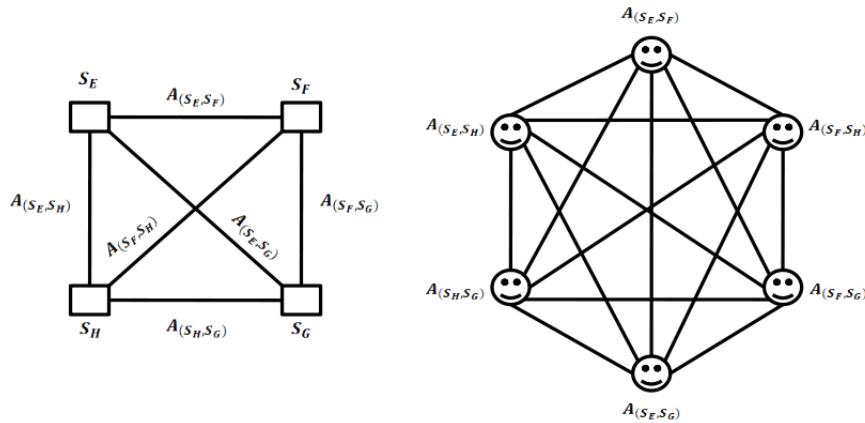 S_E
S_F
A_(S_E,S_F)
A_(S_E,S_H)
A_(F,S_G)
A_(S_F,S_H)
A_(S_E,S_G)
S_H
A_(S_H,S_G)
S_G
A_(S_E,S_F)
A_(S_E,S_H)
A_(S_F,S_H)
A_(S_H,S_G)
A_(S_F,S_G)
A_(S_E,S_G)